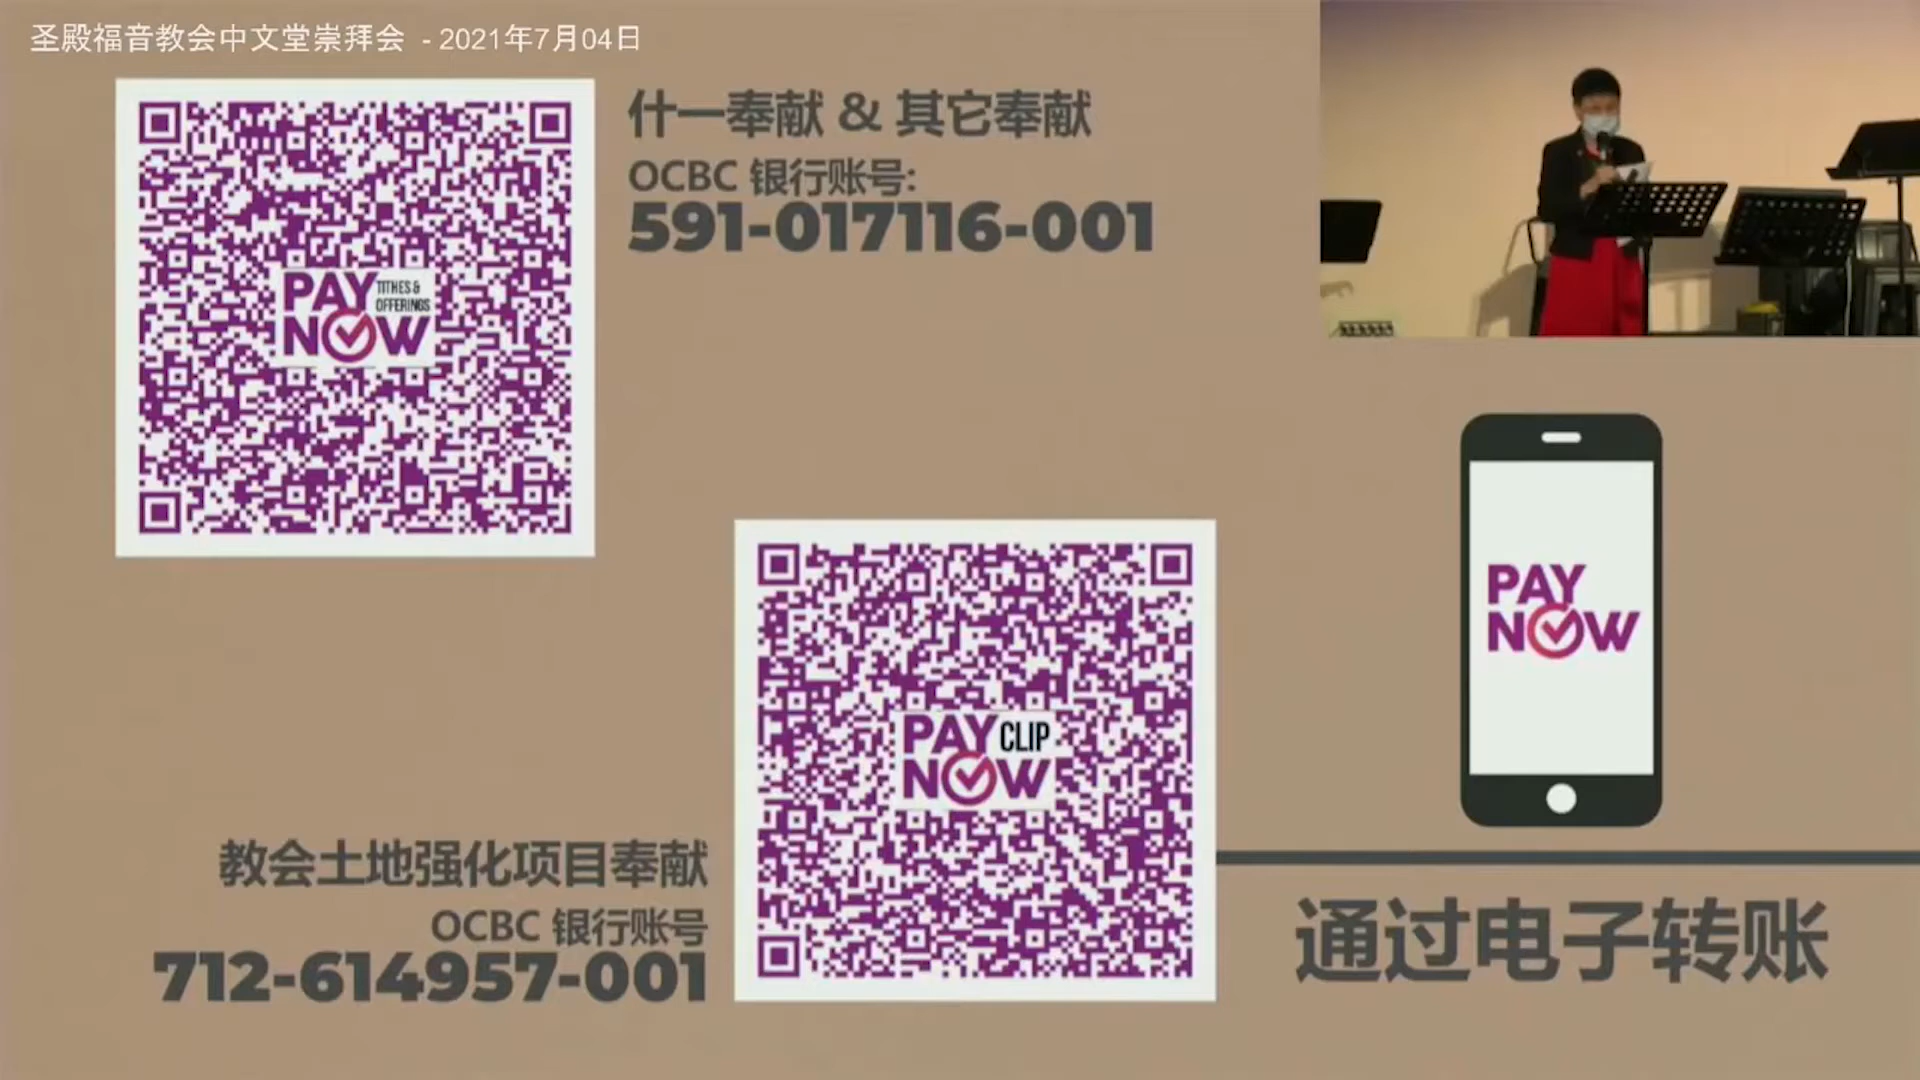 圣殿福音教会中文堂崇拜会 - 2021年7月04日
什一奉献 & 其它奉献
OCBC 银行账号:
591-017116-001
PAY TITHES &
OFFERINGS
NOW
PAY
NOW
PAY CLIP
NOW
教会土地强化项目奉献
OCBC 银行账号
712-614957-001
通过电子转账